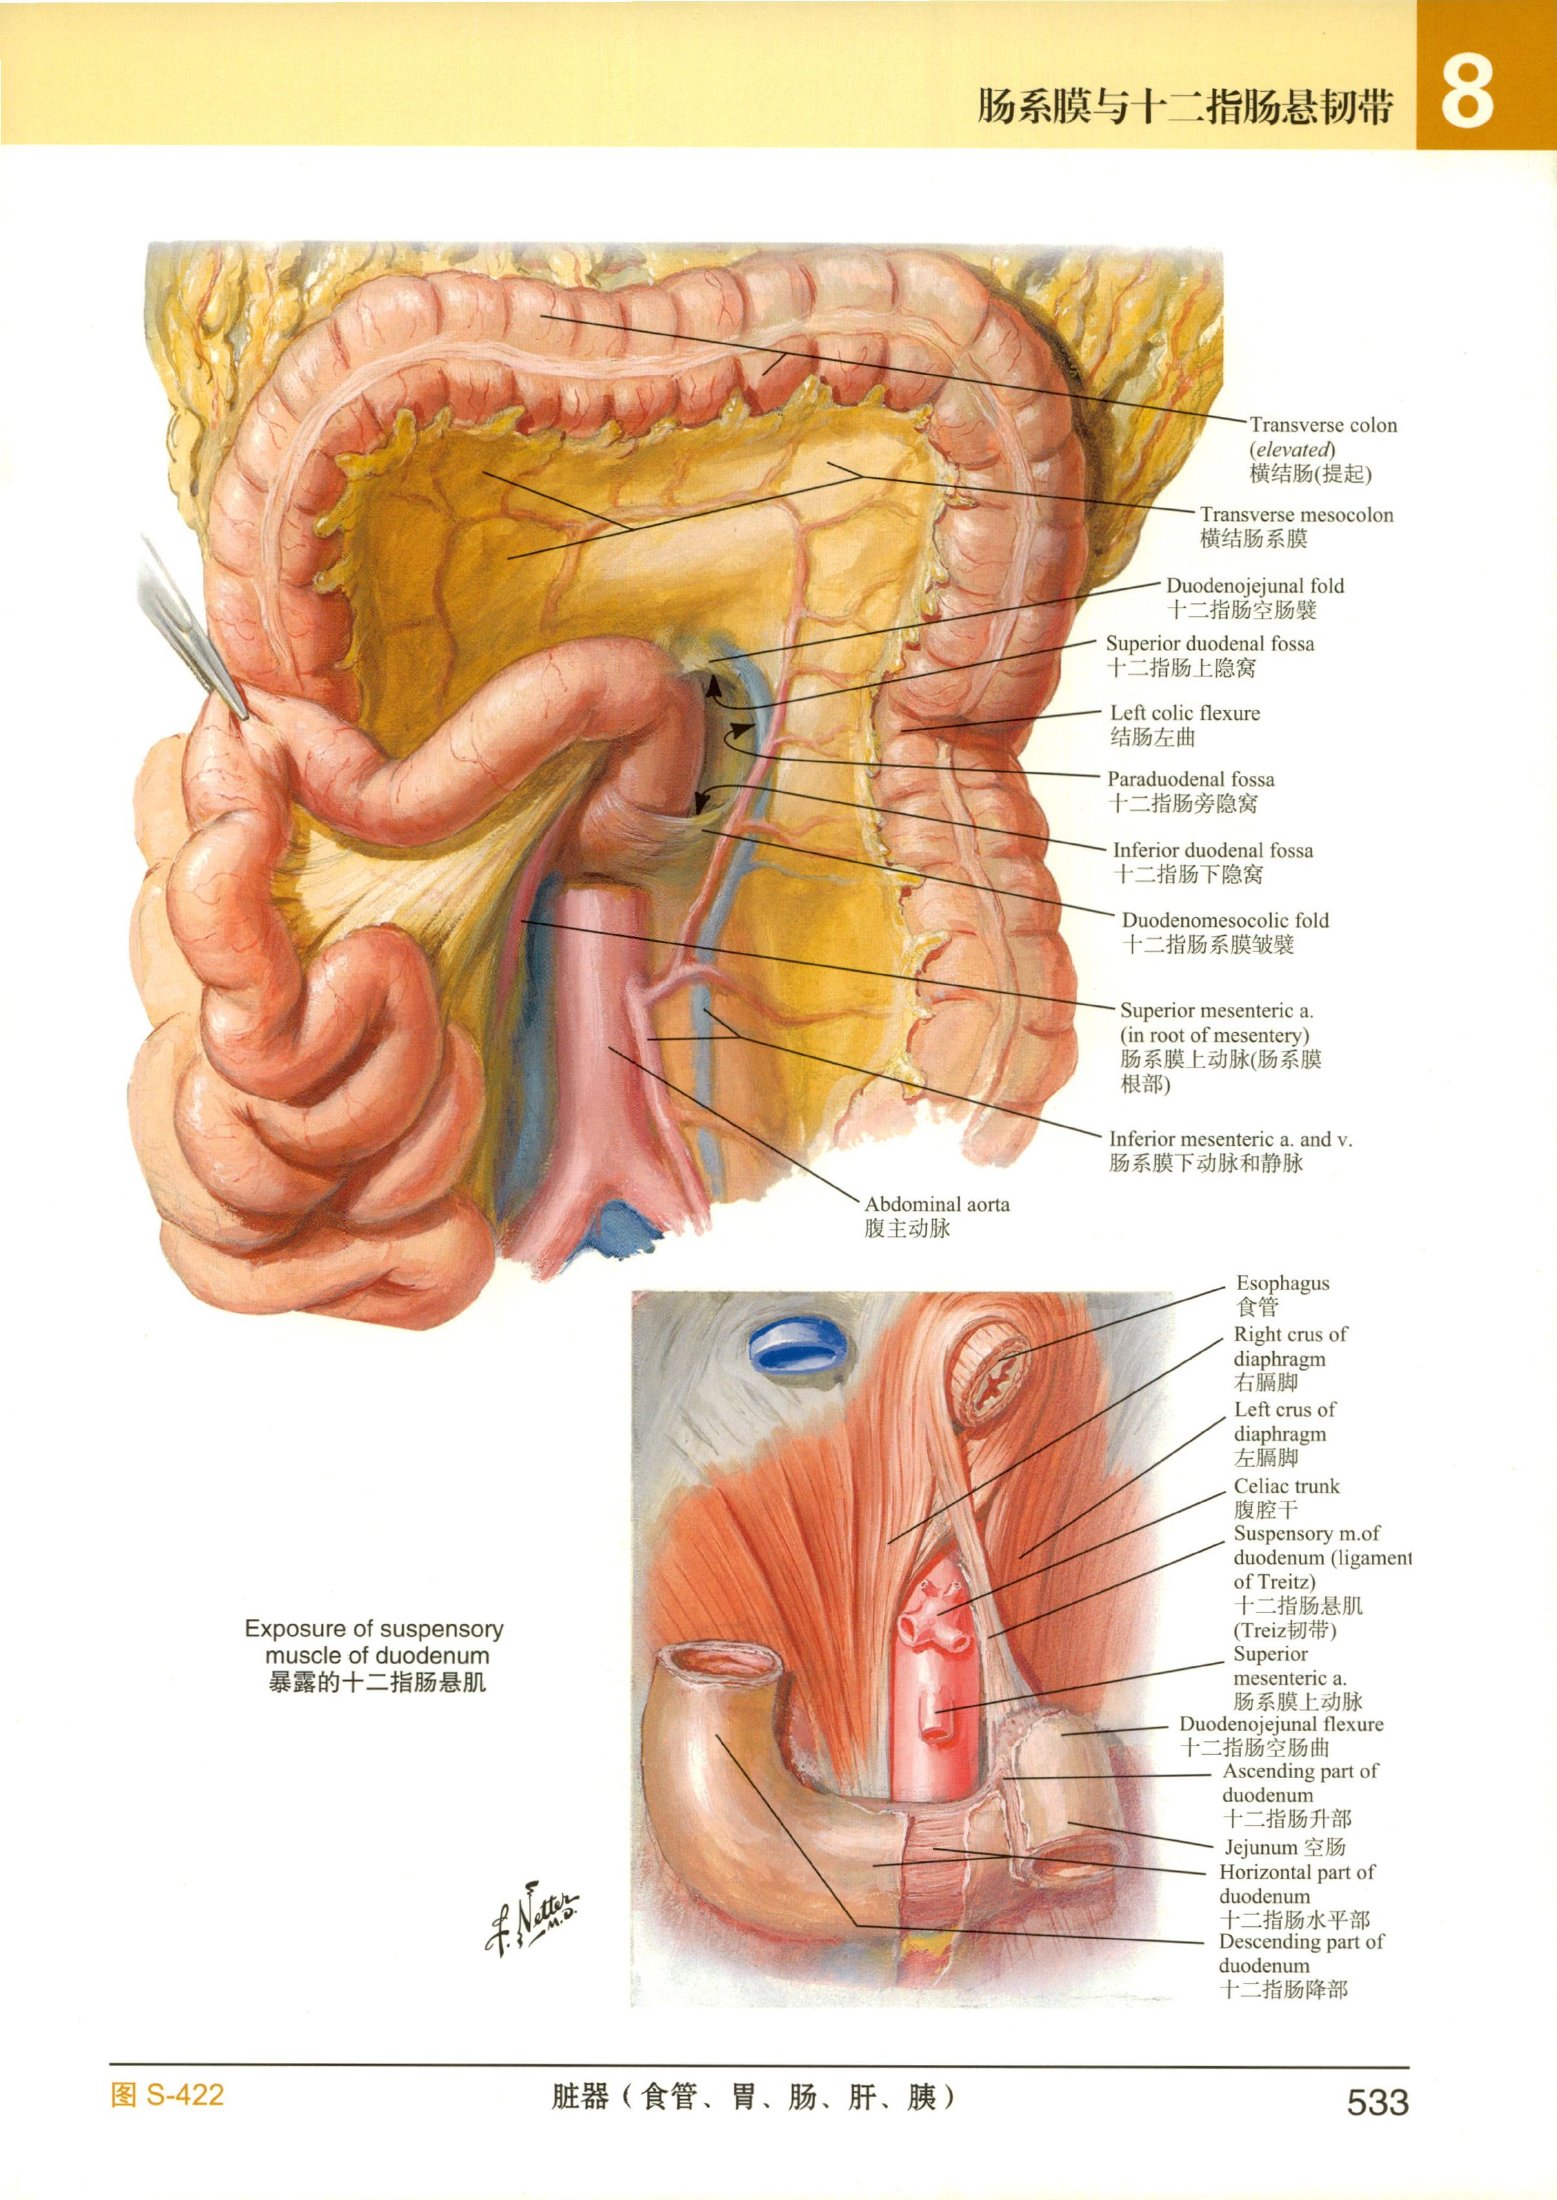 肠系膜与十二指肠悬韧带
8
Transverse colon
(elevated)
横结肠(提起)
Transverse mesocolon
横结肠系膜
Duodenojejunal fold
十二指肠空肠襞
Superior duodenal fossa
十二指肠上隐窝
Left colic flexure
结肠左曲
Paraduodenal fossa
十二指肠旁隐窝
Inferior duodenal fossa
十二指肠下隐窝
Duodenomesocolic fold
十二指肠系膜皱襞
Superior mesenteric a.
(in root of mesentery)
肠系膜上动脉(肠系膜
根部)
Inferior mesenteric a. and v.
肠系膜下动脉和静脉
Abdominal aorta
腹主动脉
Esophagus
食管
Right crus of
diaphragm
右膈脚
Left crus of
diaphragm
左膈脚
Celiac trunk
腹腔干
Suspensory m.of
duodenum (ligament
of Treitz)
十二指肠悬肌
(Treiz韧带)
Superior
mesenteric a.
肠系膜上动脉
Duodenojejunal flexure
十二指肠空肠曲
Ascending part of
duodenum
十二指肠升部
Jejunum 空肠
Horizontal part of
duodenum
十二指肠水平部
Descending part of
duodenum
十二指肠降部
Exposure of suspensory
muscle of duodenum
暴露的十二指肠悬肌
F. Netter
M.D.
图 S-422
脏器（食管、胃、肠、肝、胰）
533